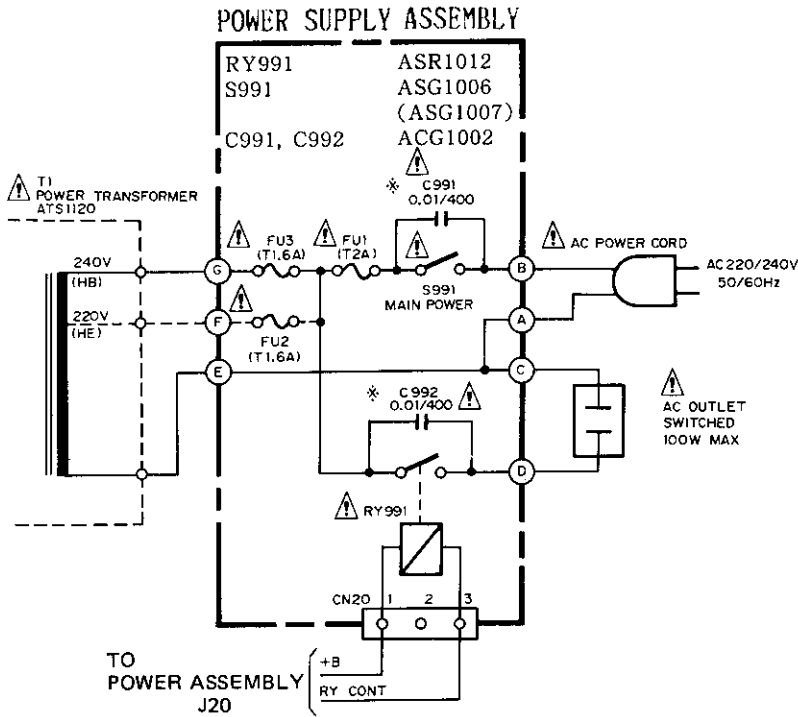 POWER SUPPLY ASSEMBLY
RY991 ASR1012
S991 ASG1006
(ASG1007)
C991, C992 ACG1002
T1
POWER TRANSFORMER
ATS1120
※ C991
0.01/400
FU3
(T1.6A)
FU1
(T2A)
240V
(HB)
G
S991
MAIN POWER
B
AC POWER CORD
AC220/240V
50/60Hz
220V
(HE)
F
FU2
(T1.6A)
A
E
C
※ C992
0.01/400
AC OUTLET
SWITCHED
100W MAX
D
RY991
CN20 1 2 3
TO
POWER ASSEMBLY
J20
+B
RY CONT